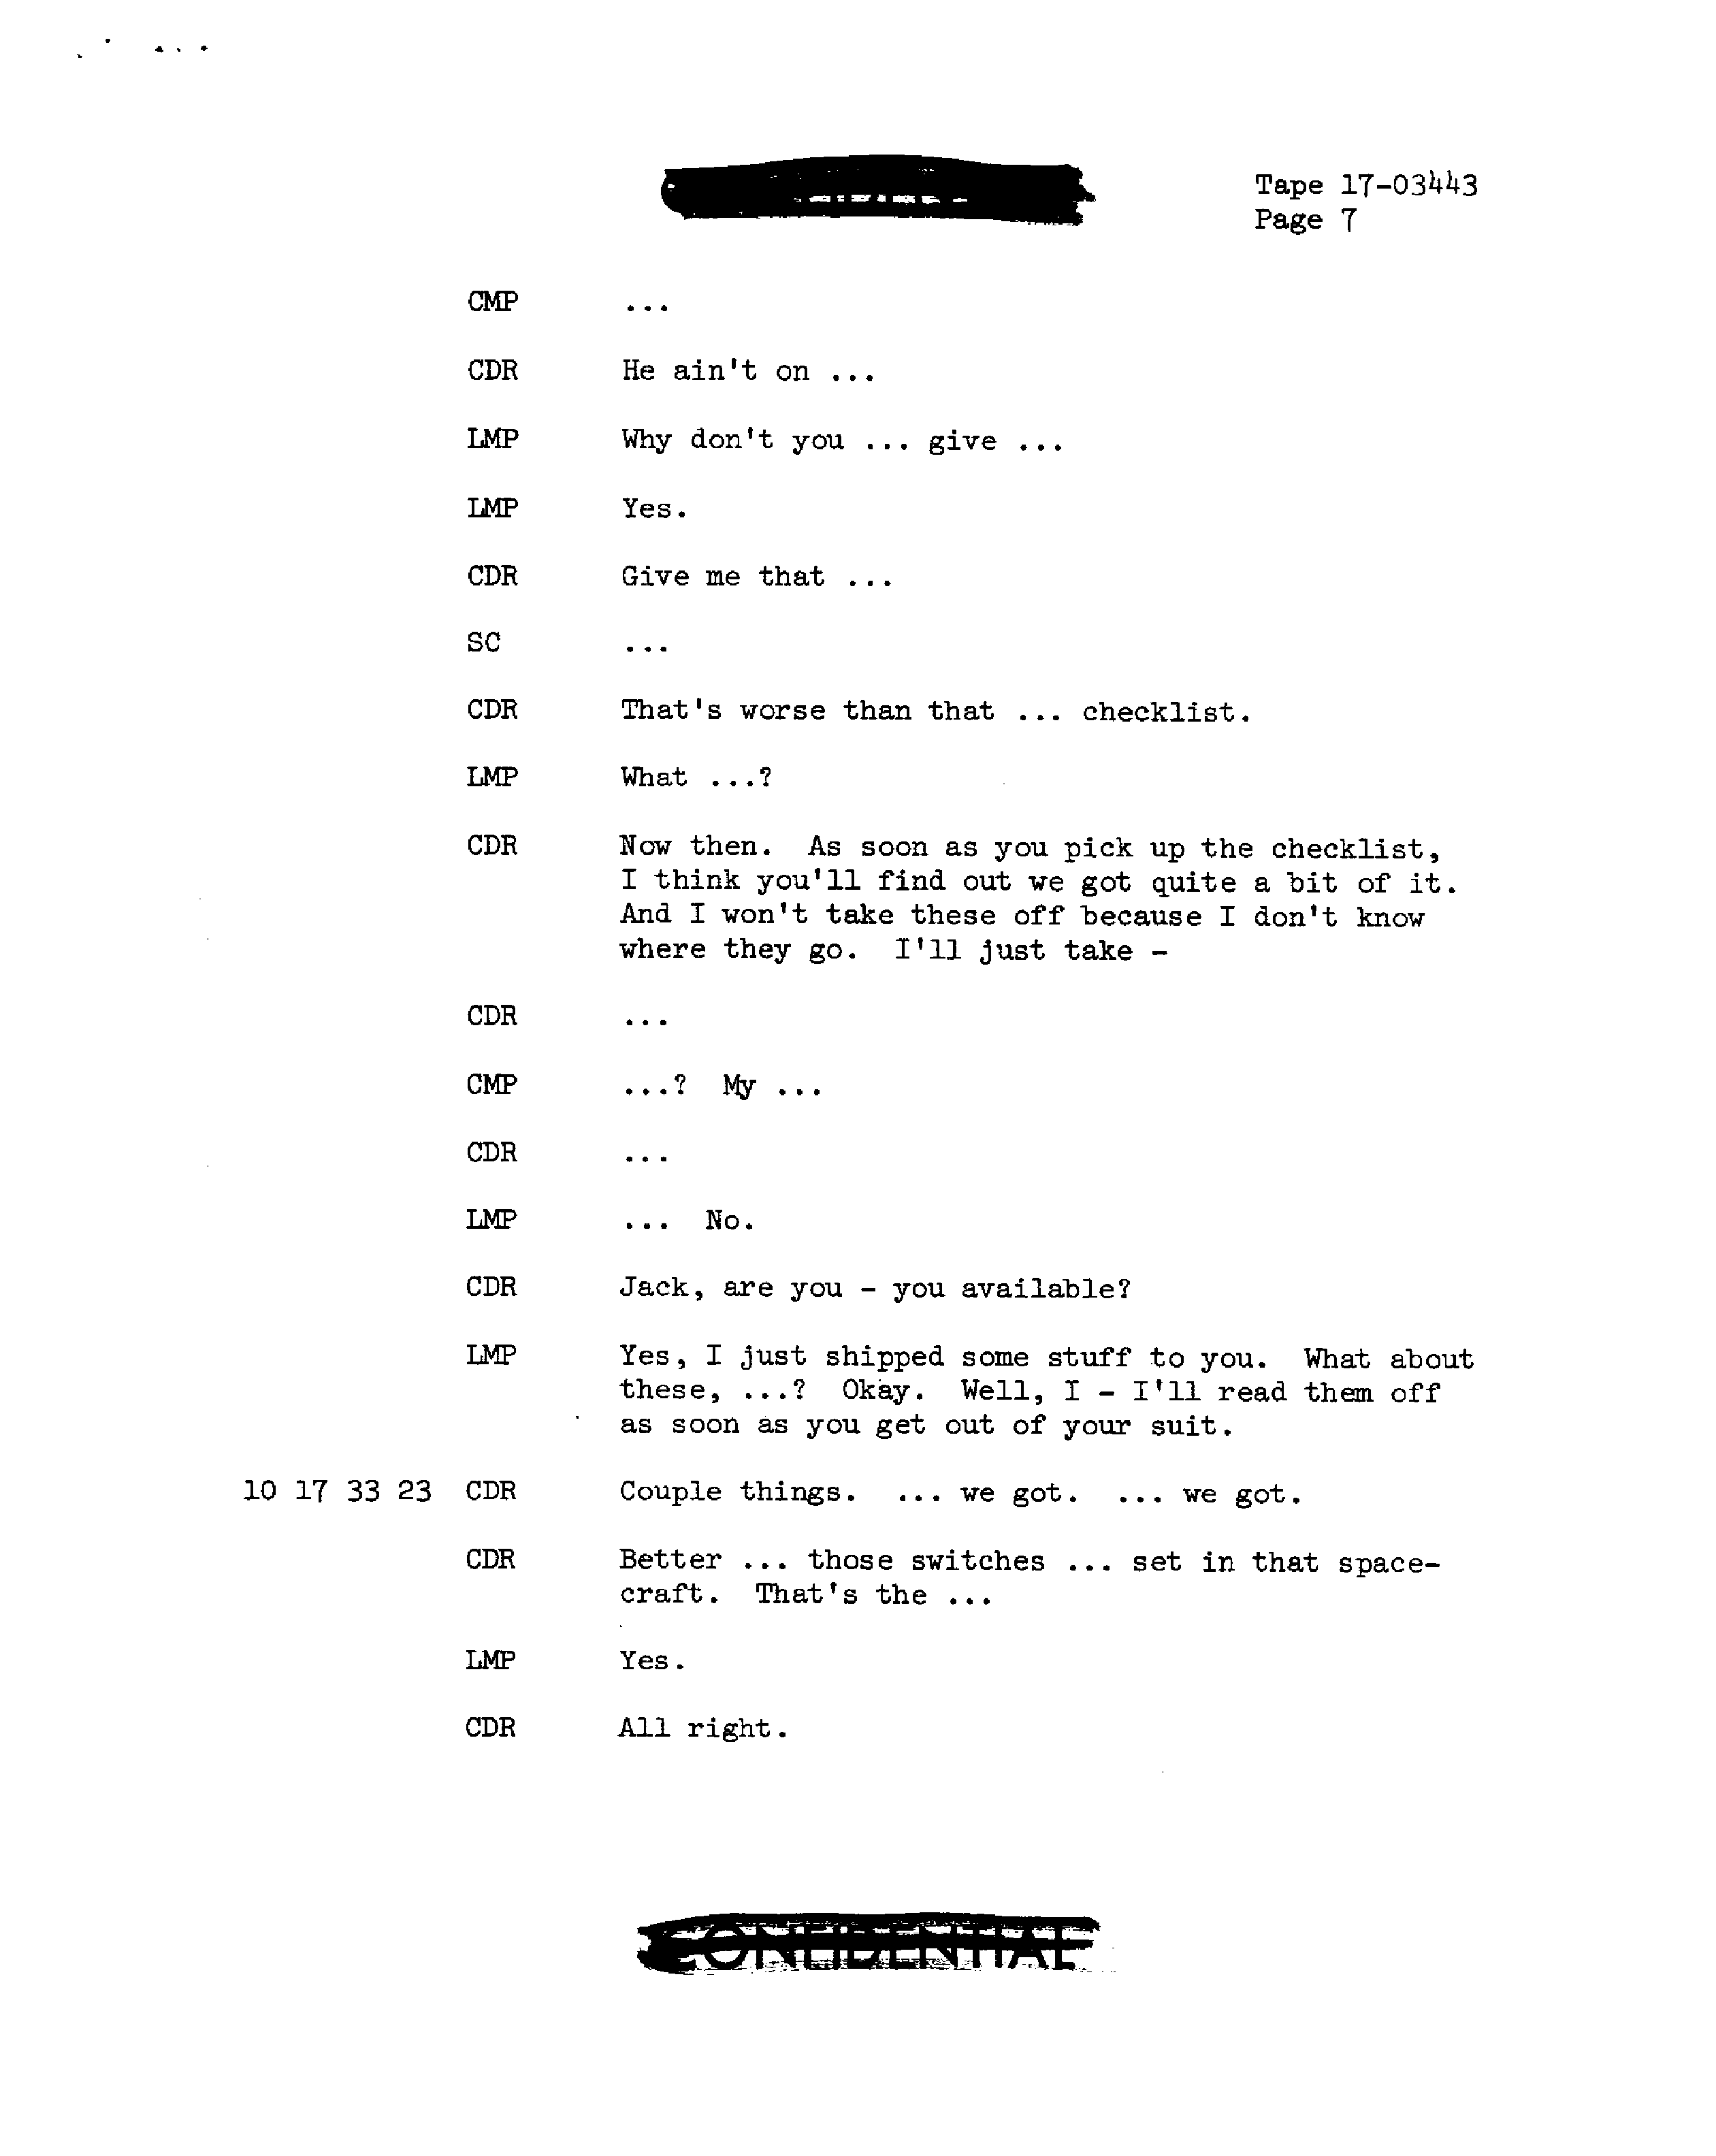 Tape 17-03443
Page 7
CMP ...
CDR He ain't on ...
LMP Why don't you ... give ...
LMP Yes.
CDR Give me that ...
SC ...
CDR That's worse than that ... checklist.
LMP What ...?
CDR Now then. As soon as you pick up the checklist,
I think you'll find out we got quite a bit of it.
And I won't take these off because I don't know
where they go. I'll just take -
CDR ...
CMP ...? My ...
CDR ...
LMP ... No.
CDR Jack, are you - you available?
LMP Yes, I just shipped some stuff to you. What about
these, ...? Okay. Well, I - I'll read them off
as soon as you get out of your suit.
10 17 33 23 CDR Couple things. ... we got. ... we got.
CDR Better ... those switches ... set in that space-
craft. That's the ...
LMP Yes.
CDR All right.
CONFIDENTIAL